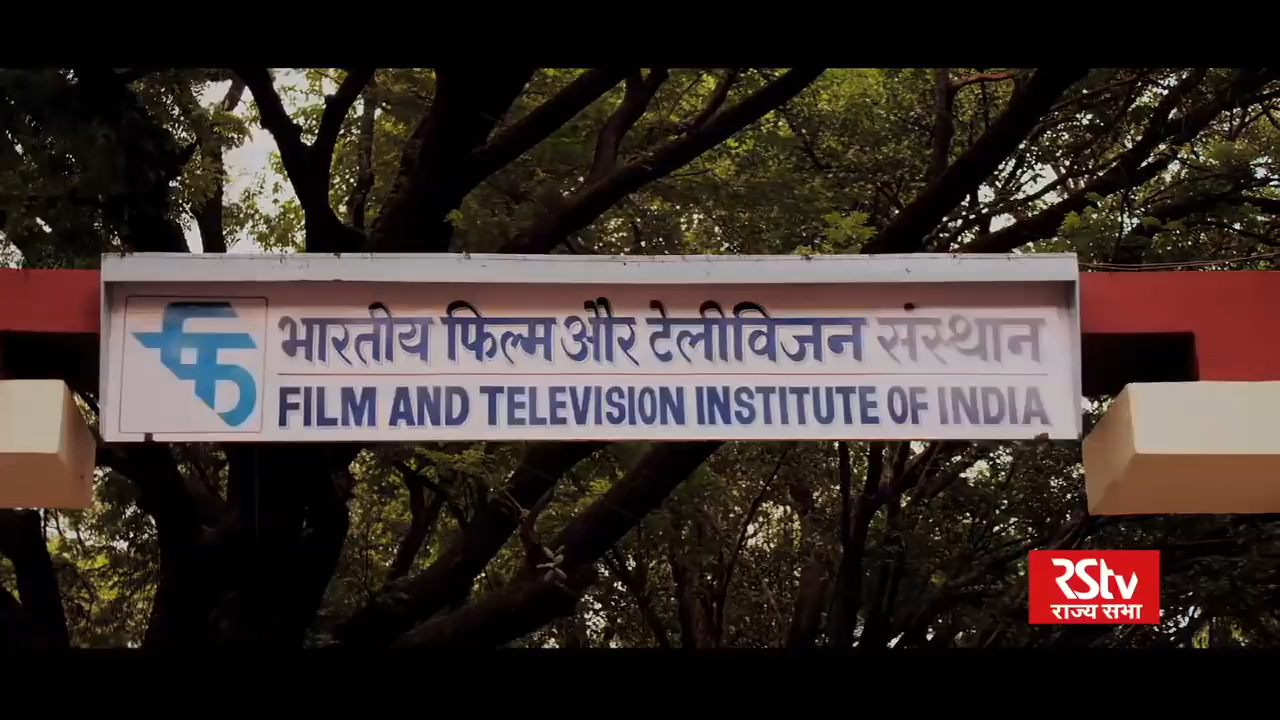 भारतीय फिल्म और टेलीविजन संस्थान
FILM AND TELEVISION INSTITUTE OF INDIA
RStv
राज्य सभा